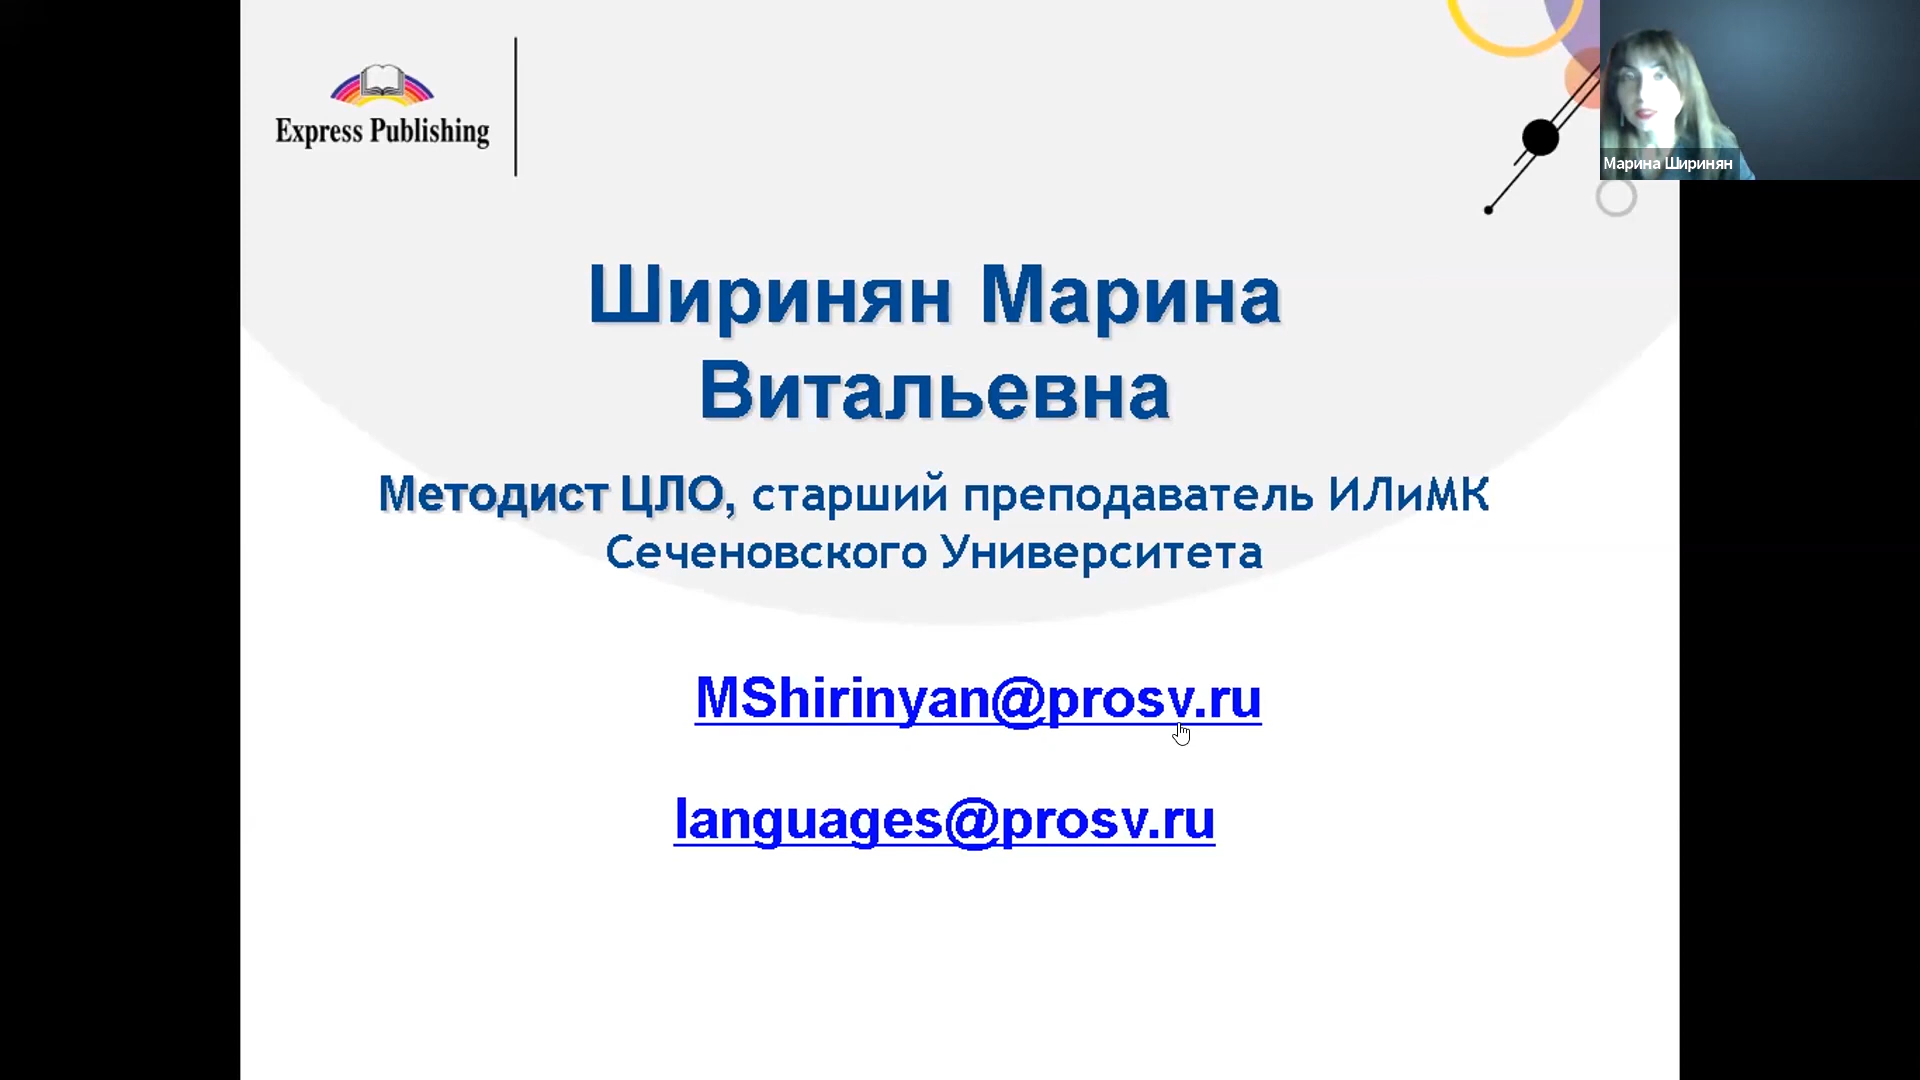 Express Publishing
Марина Ширинян
Ширинян Марина
Витальевна
Методист ЦЛО, старший преподаватель ИЛиМК
Сеченовского Университета
MShirinyan@prosv.ru
languages@prosv.ru